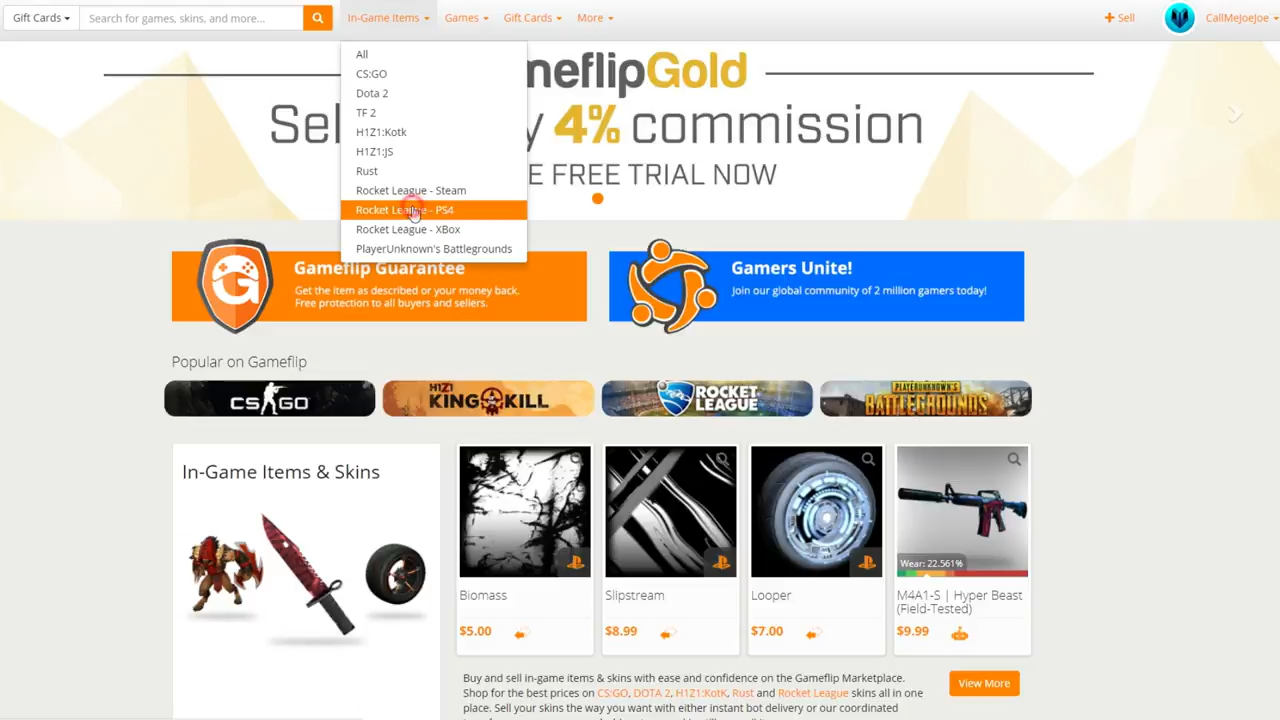 Gift Cards
Search for games, skins, and more...
In-Game Items
Games
Gift Cards
More
Sell
CallMeJoeJoe
All
CS:GO
Dota 2
TF 2
H1Z1:Kotk
H1Z1:JS
Rust
Rocket League - Steam
Rocket League - PS4
Rocket League - XBox
PlayerUnknown's Battlegrounds
meflipGold
Sel
y 4% commission
E FREE TRIAL NOW
Gameflip Guarantee
Get the item as described or your money back.
Free protection to all buyers and sellers.
Gamers Unite!
Join our global community of 2 million gamers today!
Popular on Gameflip
CS GO
H1Z1
KING OF THE KILL
ROCKET
LEAGUE
PLAYERUNKNOWN'S
BATTLEGROUNDS
In-Game Items & Skins
Biomass
$5.00
Slipstream
$8.99
Looper
$7.00
Wear: 22.561%
M4A1-S | Hyper Beast
(Field-Tested)
$9.99
Buy and sell in-game items & skins with ease and confidence on the Gameflip Marketplace.
Shop for the best prices on CS:GO, DOTA 2, H1Z1:KotK, Rust and Rocket League skins all in one
place. Sell your skins the way you want with either instant bot delivery or our coordinated
View More